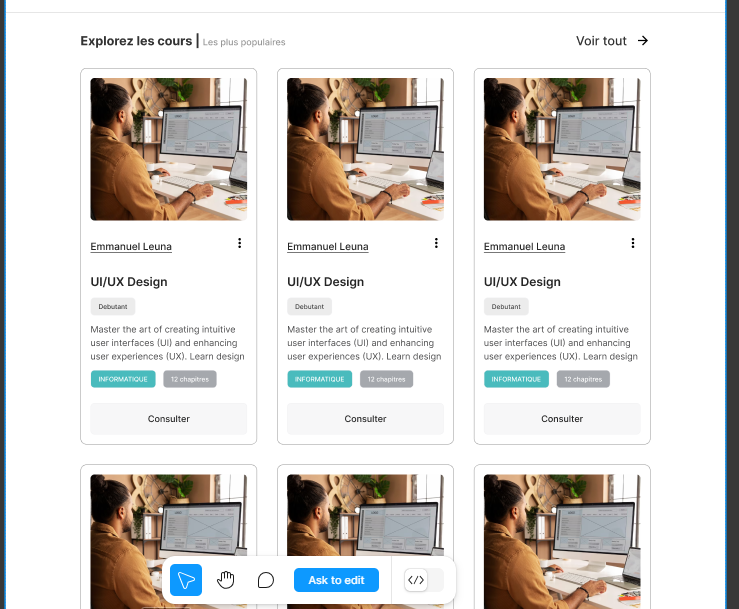 Explorez les cours | Les plus populaires
Voir tout →
Emmanuel Leuna
Emmanuel Leuna
Emmanuel Leuna
UI/UX Design
UI/UX Design
UI/UX Design
Debutant
Debutant
Debutant
Master the art of creating intuitive
user interfaces (UI) and enhancing
user experiences (UX). Learn design
Master the art of creating intuitive
user interfaces (UI) and enhancing
user experiences (UX). Learn design
Master the art of creating intuitive
user interfaces (UI) and enhancing
user experiences (UX). Learn design
INFORMATIQUE 12 chapitres
INFORMATIQUE 12 chapitres
INFORMATIQUE 12 chapitres
Consulter
Consulter
Consulter
Ask to edit